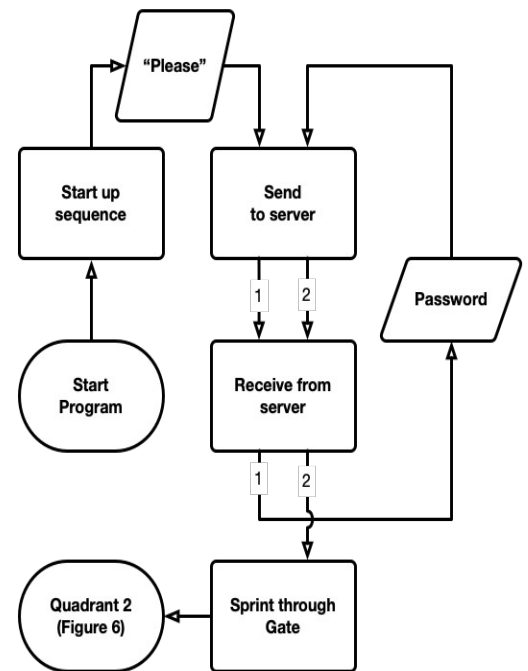 “Please”
Start up
sequence
Send
to server
1
2
Password
Start
Program
Receive from
server
1
2
Quadrant 2
(Figure 6)
Sprint through
Gate